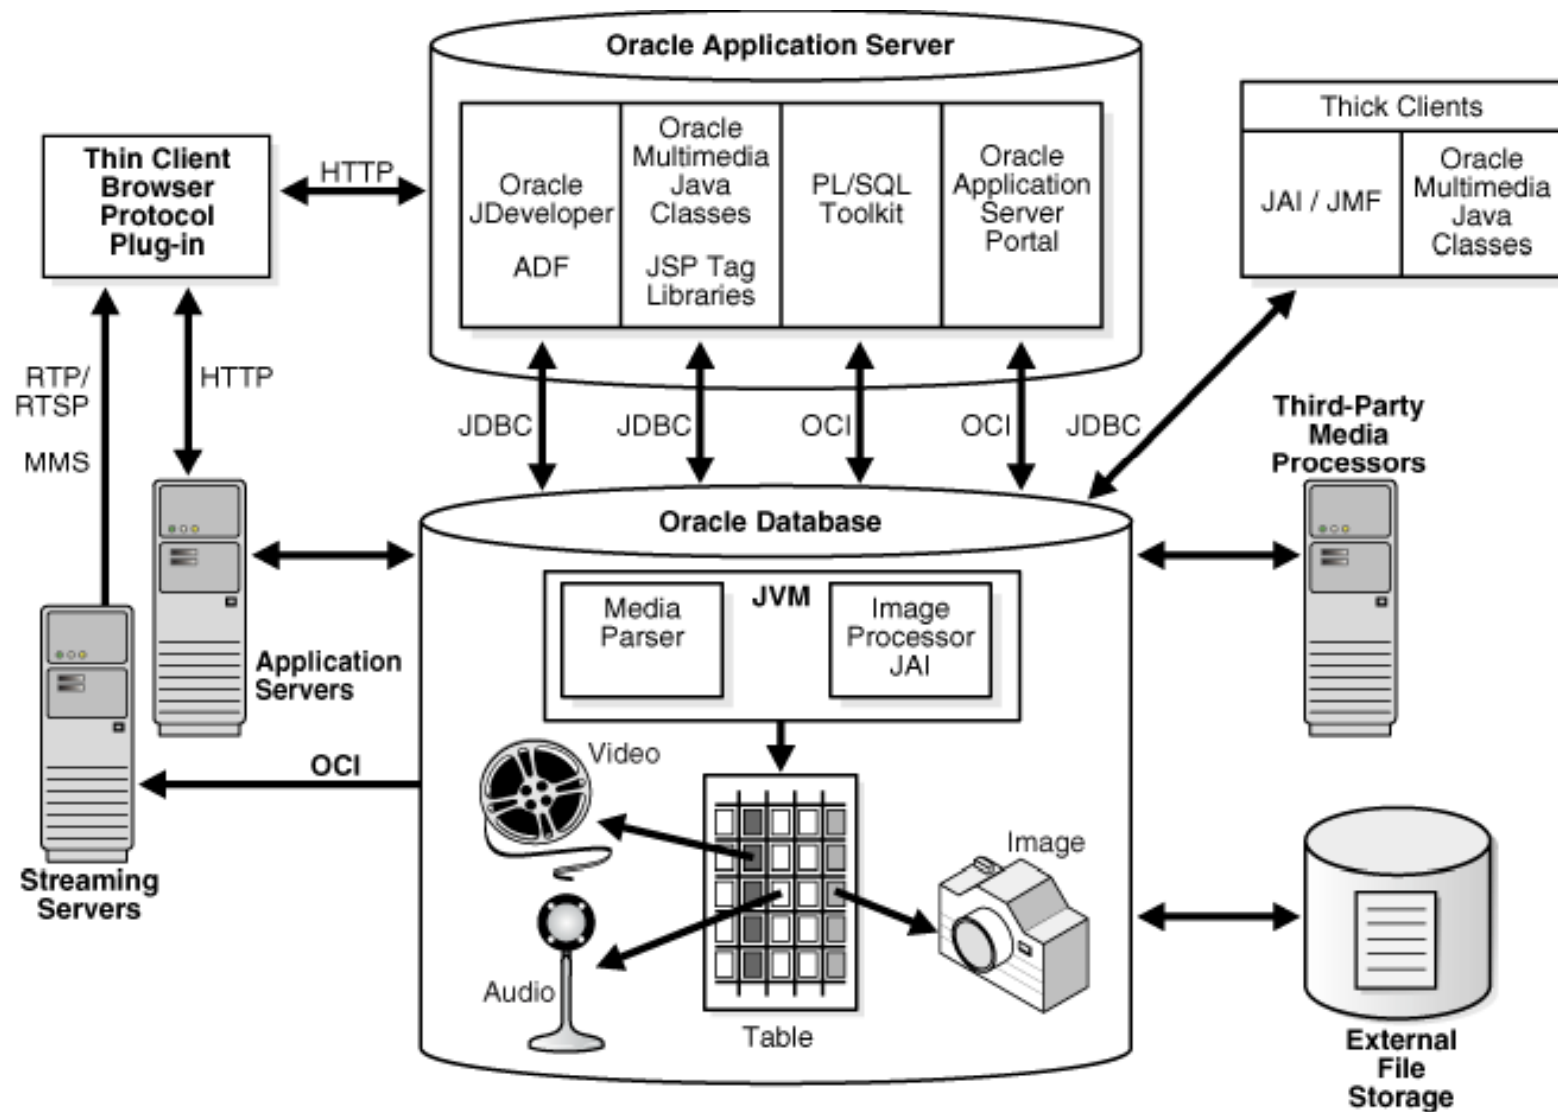 Oracle Application Server
Thin Client
Browser
Protocol
Plug-in
HTTP
Oracle
JDeveloper
ADF
Oracle
Multimedia
Java
Classes
JSP Tag
Libraries
PL/SQL
Toolkit
Oracle
Application
Server
Portal
Thick Clients
JAI / JMF
Oracle
Multimedia
Java
Classes
RTP/
RTSP
MMS
HTTP
JDBC
JDBC
OCI
OCI
JDBC
Third-Party
Media
Processors
Oracle Database
JVM
Media
Parser
Image
Processor
JAI
Application
Servers
OCI
Streaming
Servers
Video
Audio
Image
Table
External
File
Storage